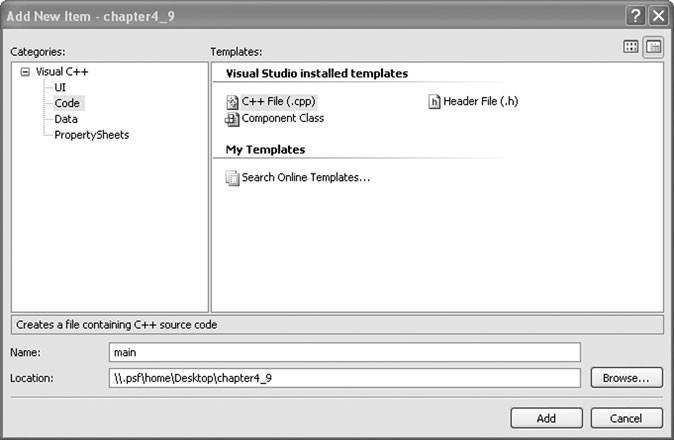 Add New Item - chapter4_9
Categories:
Templates:
Visual C++
UI
Code
Data
PropertySheets
Visual Studio installed templates
C++ File (.cpp)
Header File (.h)
Component Class
My Templates
Search Online Templates...
Creates a file containing C++ source code
Name:
main
Location:
\\.psf\home\Desktop\chapter4_9
Browse...
Add
Cancel